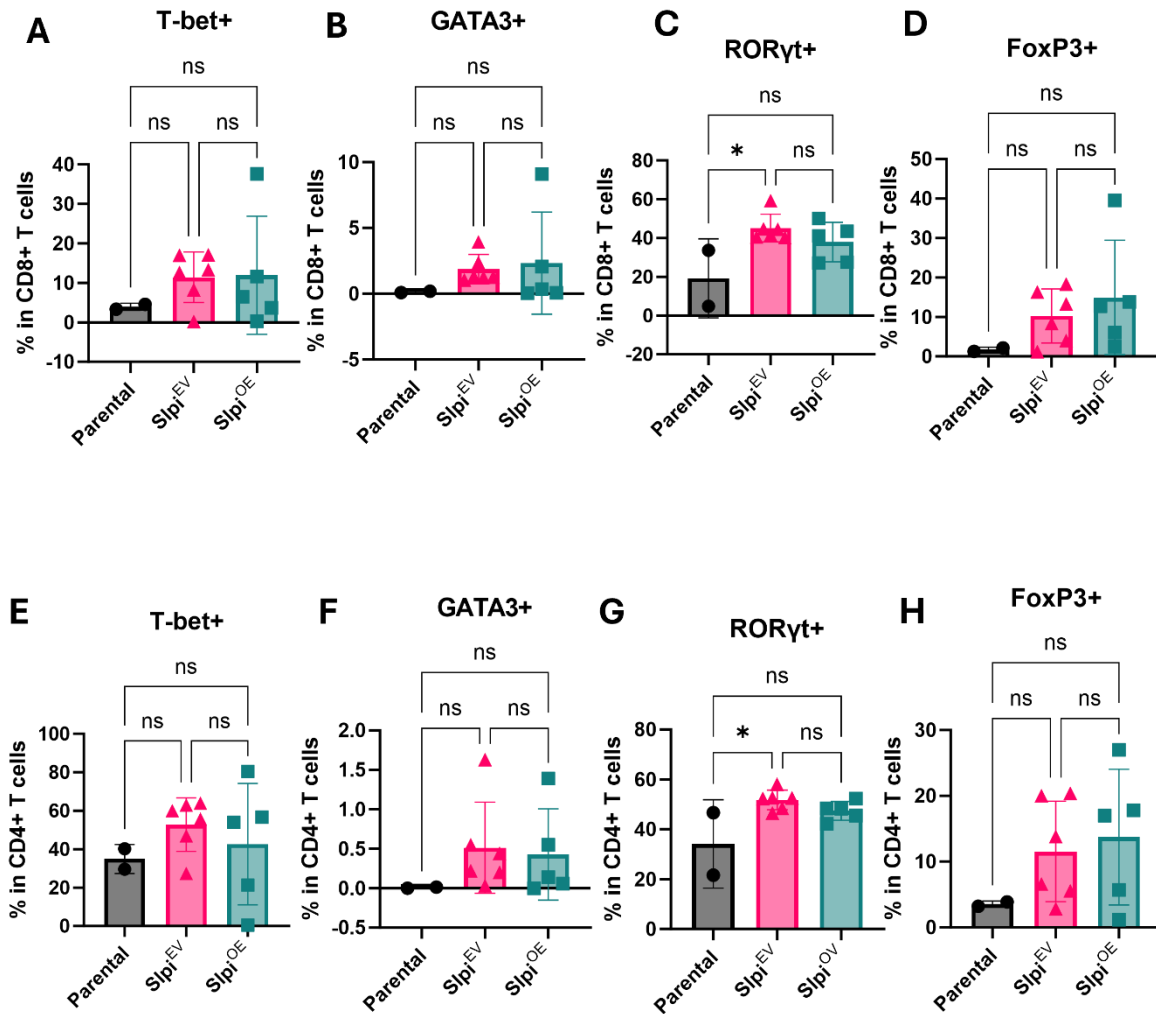 A
T-bet+
ns
ns
ns
% in CD8+ T cells
40
30
20
10
0
-10
Parental
Slpi^EV
Slpi^OE
B
GATA3+
ns
ns
ns
% in CD8+ T cells
10
5
0
-5
Parental
Slpi^EV
Slpi^OE
C
RORγt+
ns
*
ns
% in CD8+ T cells
80
60
40
20
0
-20
Parental
Slpi^EV
Slpi^OE
D
FoxP3+
ns
ns
ns
% in CD8+ T cells
50
40
30
20
10
0
Parental
Slpi^EV
Slpi^OE
E
T-bet+
ns
ns
ns
% in CD4+ T cells
100
80
60
40
20
0
Parental
Slpi^EV
Slpi^OE
F
GATA3+
ns
ns
ns
% in CD4+ T cells
2.0
1.5
1.0
0.5
0.0
-0.5
Parental
Slpi^EV
Slpi^OE
G
RORγt+
ns
*
ns
% in CD4+ T cells
80
60
40
20
0
Parental
Slpi^EV
Slpi^OV
H
FoxP3+
ns
ns
ns
% in CD4+ T cells
30
20
10
0
Parental
Slpi^EV
Slpi^OE